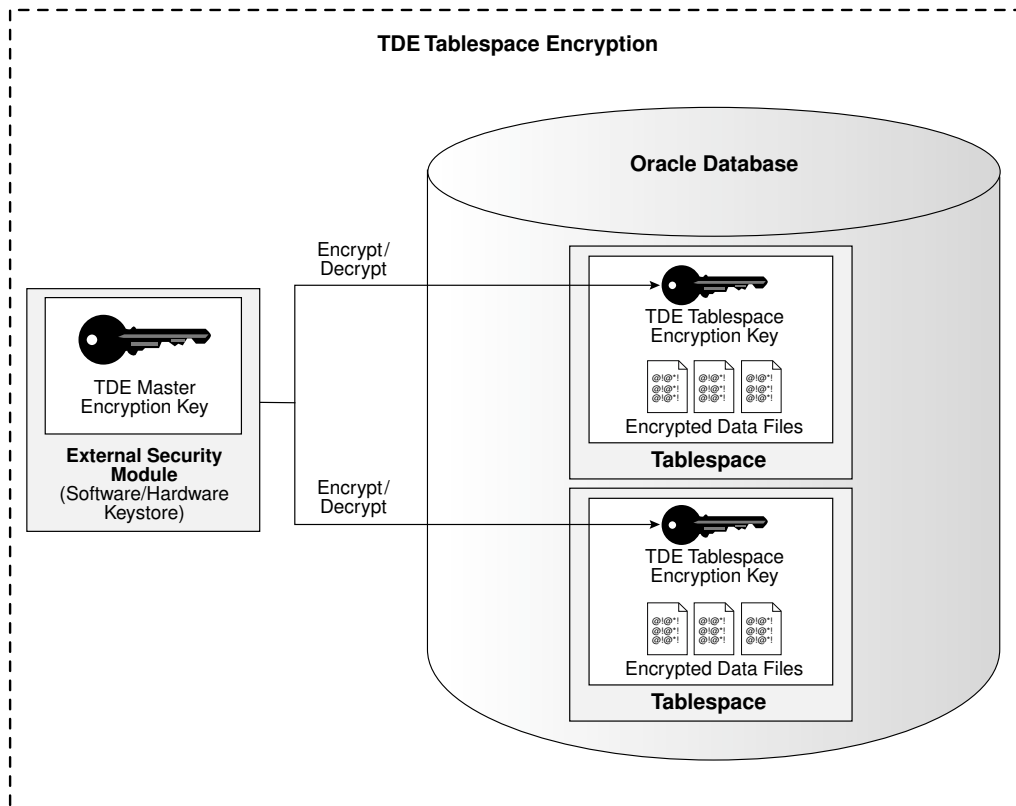 TDE Tablespace Encryption
Oracle Database
Encrypt/
Decrypt
TDE Master
Encryption Key
External Security
Module
(Software/Hardware
Keystore)
TDE Tablespace
Encryption Key
@!@*! @!@*! @!@*!
@!@*! @!@*! @!@*!
@!@*! @!@*! @!@*!
Encrypted Data Files
Tablespace
Encrypt/
Decrypt
TDE Tablespace
Encryption Key
@!@*! @!@*! @!@*!
@!@*! @!@*! @!@*!
@!@*! @!@*! @!@*!
Encrypted Data Files
Tablespace